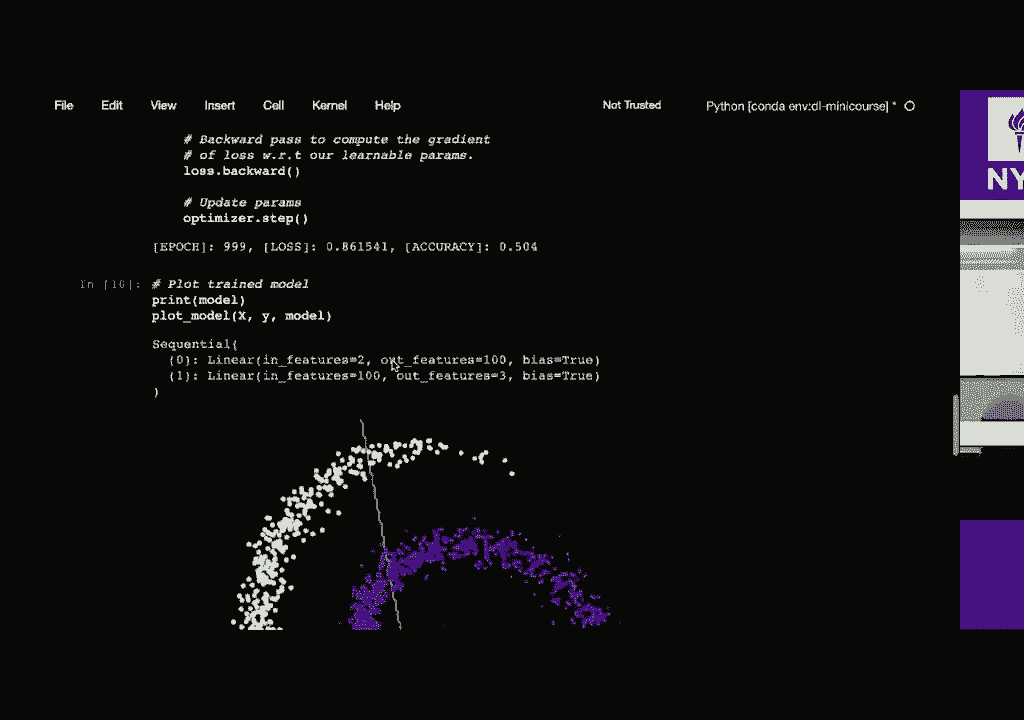 File Edit View Insert Cell Kernel Help Not Trusted Python [conda env:dl-minicourse] *
# Backward pass to compute the gradient
# of loss w.r.t our learnable params.
loss.backward()
# Update params
optimizer.step()
[EPOCH]: 999, [LOSS]: 0.861541, [ACCURACY]: 0.504
In [10]: # Plot trained model
print(model)
plot_model(X, y, model)
Sequential(
(0): Linear(in_features=2, out_features=100, bias=True)
(1): Linear(in_features=100, out_features=3, bias=True)
)
NY